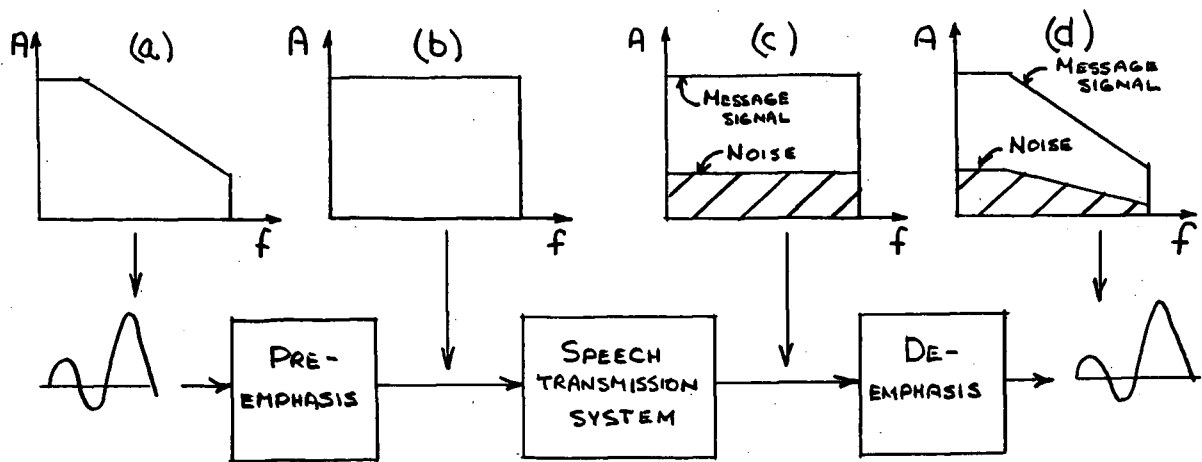 (a)
(b)
(c)
(d)
A
A
A
A
MESSAGE
SIGNAL
NOISE
MESSAGE
SIGNAL
NOISE
f
f
f
f
PRE-
EMPHASIS
SPEECH
TRANSMISSION
SYSTEM
DE-
EMPHASIS